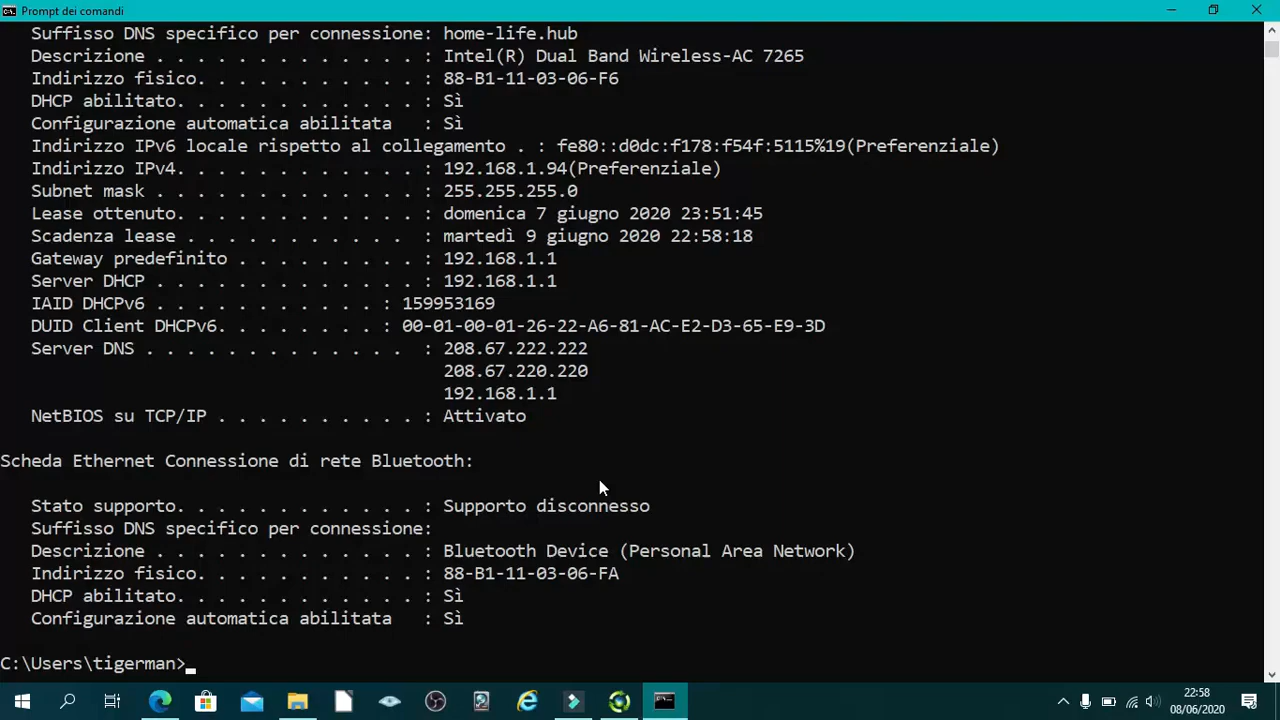 Prompt dei comandi
Suffisso DNS specifico per connessione: home-life.hub
Descrizione . . . . . . . . . . . . . : Intel(R) Dual Band Wireless-AC 7265
Indirizzo fisico. . . . . . . . . . . : 88-B1-11-03-06-F6
DHCP abilitato. . . . . . . . . . . . : Sì
Configurazione automatica abilitata : Sì
Indirizzo IPv6 locale rispetto al collegamento . : fe80::d0dc:f178:f54f:5115%19(Preferenziale)
Indirizzo IPv4. . . . . . . . . . . . : 192.168.1.94(Preferenziale)
Subnet mask . . . . . . . . . . . . . : 255.255.255.0
Lease ottenuto. . . . . . . . . . . . : domenica 7 giugno 2020 23:51:45
Scadenza lease . . . . . . . . . . . : martedì 9 giugno 2020 22:58:18
Gateway predefinito . . . . . . . . . : 192.168.1.1
Server DHCP . . . . . . . . . . . . . : 192.168.1.1
IAID DHCPv6 . . . . . . . . . . . : 159953169
DUID Client DHCPv6. . . . . . . . : 00-01-00-01-26-22-A6-81-AC-E2-D3-65-E9-3D
Server DNS . . . . . . . . . . . . . : 208.67.222.222
208.67.220.220
192.168.1.1
NetBIOS su TCP/IP . . . . . . . . . . : Attivato
Scheda Ethernet Connessione di rete Bluetooth:
Stato supporto. . . . . . . . . . . . : Supporto disconnesso
Suffisso DNS specifico per connessione:
Descrizione . . . . . . . . . . . . . : Bluetooth Device (Personal Area Network)
Indirizzo fisico. . . . . . . . . . . : 88-B1-11-03-06-FA
DHCP abilitato. . . . . . . . . . . . : Sì
Configurazione automatica abilitata : Sì
C:\Users\tigerman>
22:58
08/06/2020